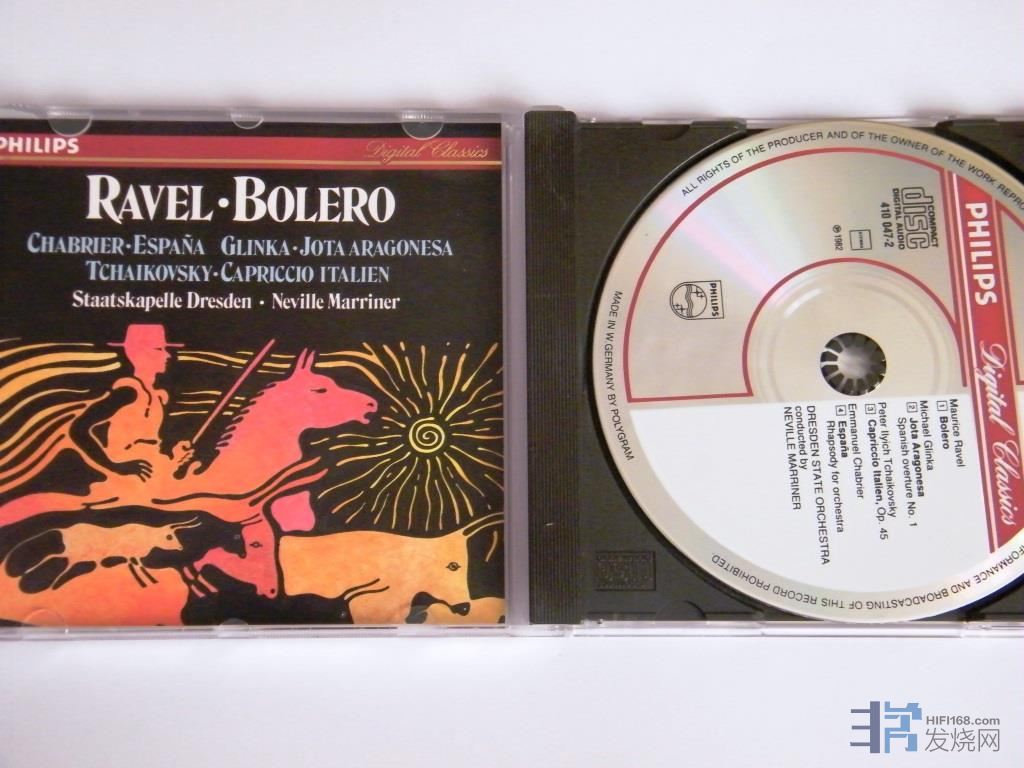 PHILIPS
Digital Classics
RAVEL · BOLERO
CHABRIER · ESPAÑA GLINKA · JOTA ARAGONESA
TCHAIKOVSKY · CAPRICCIO ITALIEN
Staatskapelle Dresden · Neville Marriner
ALL RIGHTS OF THE PRODUCER AND OF THE OWNER OF THE WORK REPRO
FORMANCE AND BROADCASTING OF THIS RECORD PROHIBITED
MADE IN W. GERMANY BY POLYGRAM
PHILIPS
Digital Classics
COMPACT
disc
DIGITAL AUDIO
410 047-2
STEMRA
℗ 1982
PHILIPS
Maurice Ravel
1 Bolero
Michael Glinka
2 Jota Aragonesa
Spanish overture No. 1
Peter Ilyich Tchaikovsky
3 Capriccio Italien, Op. 45
Emmanuel Chabrier
4 España
Rhapsody for orchestra
DRESDEN STATE ORCHESTRA
conducted by
NEVILLE MARRINER
HIFI168.com
发烧网